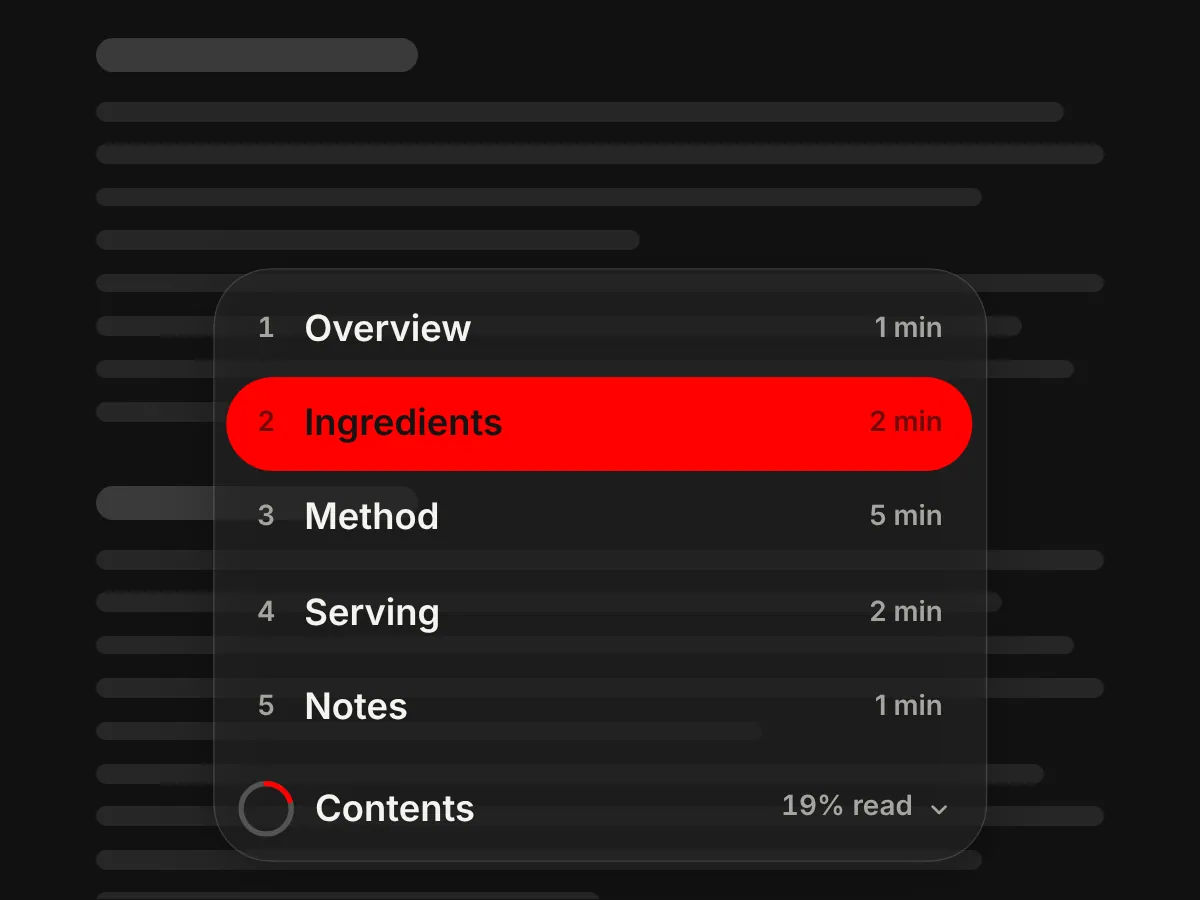 1 Overview 1 min
2 Ingredients 2 min
3 Method 5 min
4 Serving 2 min
5 Notes 1 min
Contents 19% read